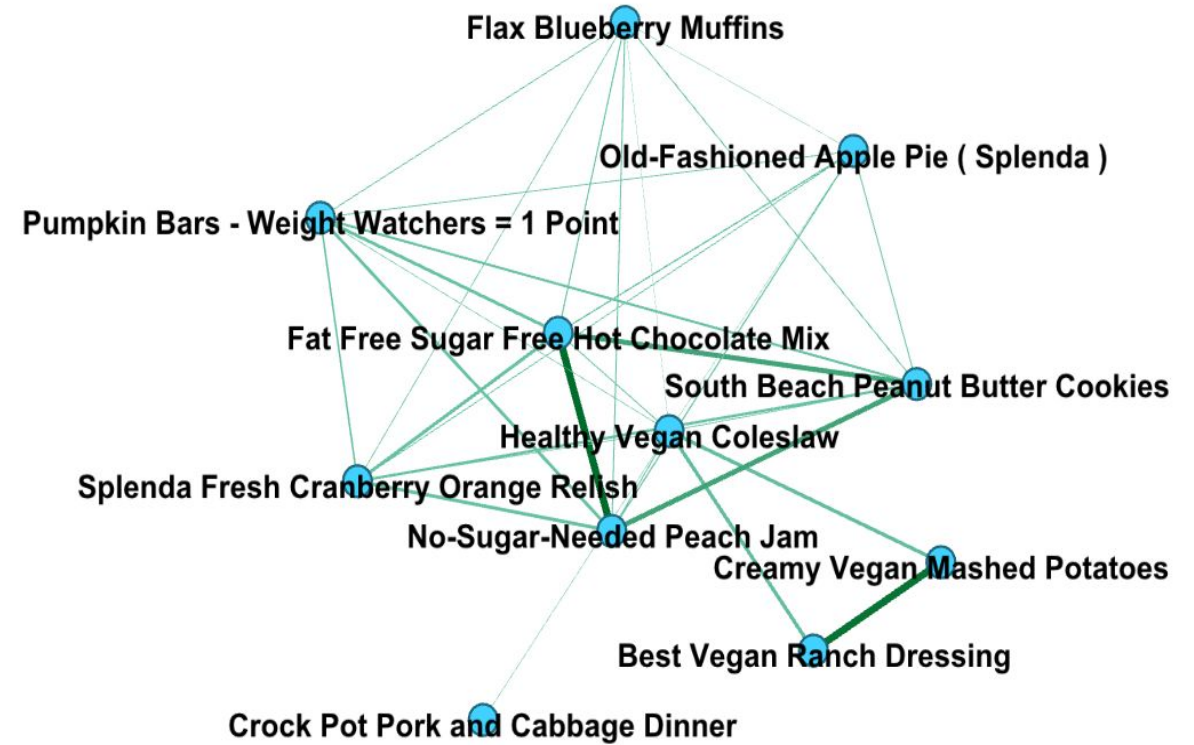 Flax Blueberry Muffins
Old-Fashioned Apple Pie ( Splenda )
Pumpkin Bars - Weight Watchers = 1 Point
Fat Free Sugar Free Hot Chocolate Mix
South Beach Peanut Butter Cookies
Healthy Vegan Coleslaw
Splenda Fresh Cranberry Orange Relish
No-Sugar-Needed Peach Jam
Creamy Vegan Mashed Potatoes
Best Vegan Ranch Dressing
Crock Pot Pork and Cabbage Dinner